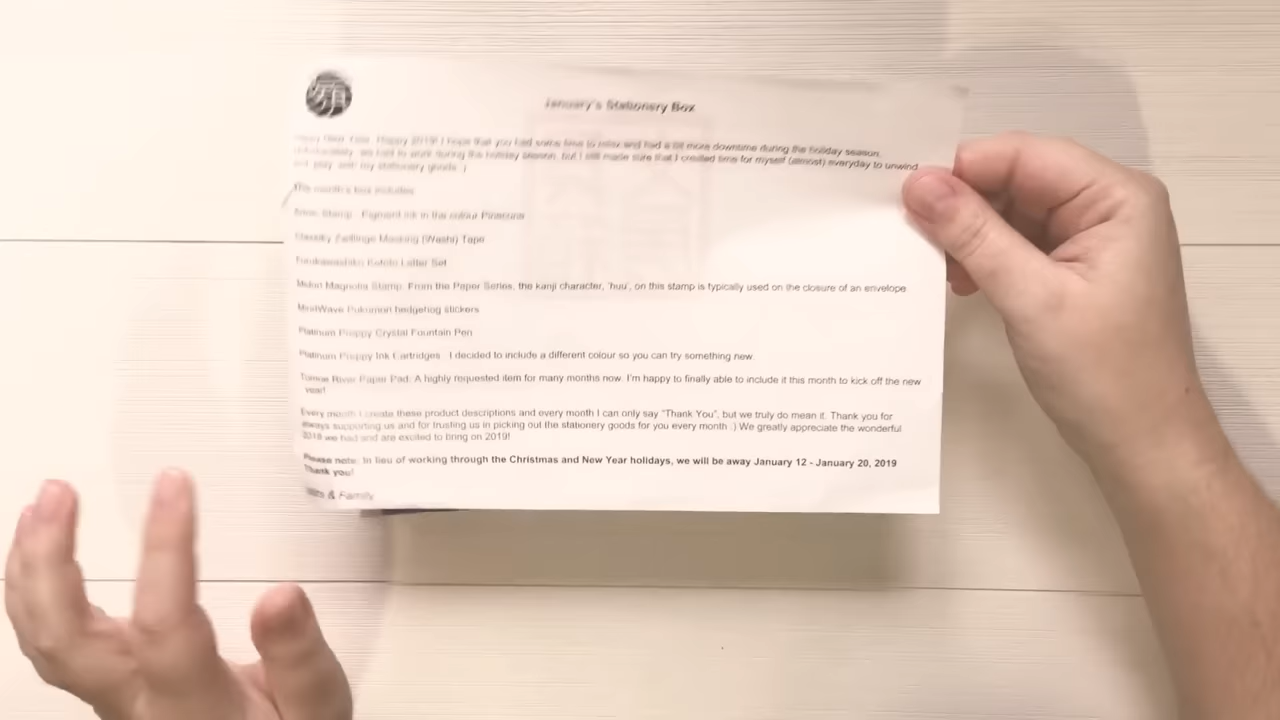 January's Stationery Box
Happy 2019! I hope that you had some time to relax and had a bit more downtime during the holiday season.
we had to work during the holiday season, but I still made sure that I created time for myself (almost) everyday to unwind
and play with my stationery goods :)
This month's box includes
Stamp Pigment ink in the colour
Masking (Washi) Tape
Letter Set
Midori Magnolia Stamp: From the Paper Series, the kanji character, 'huu', on this stamp is typically used on the closure of an envelope
MindWave Pokomori hedgehog stickers
Platinum Preppy Crystal Fountain Pen
Platinum Preppy Ink Cartridges: I decided to include a different colour so you can try something new.
Tomoe River Paper Pad: A highly requested item for many months now. I'm happy to finally able to include it this month to kick off the new
year!
Every month I create these product descriptions and every month I can only say "Thank You", but we truly do mean it. Thank you for
always supporting us and for trusting us in picking out the stationery goods for you every month :) We greatly appreciate the wonderful
2018 we had and are excited to bring on 2019!
Please note: In lieu of working through the Christmas and New Year holidays, we will be away January 12 - January 20, 2019
Thank you!
& Family